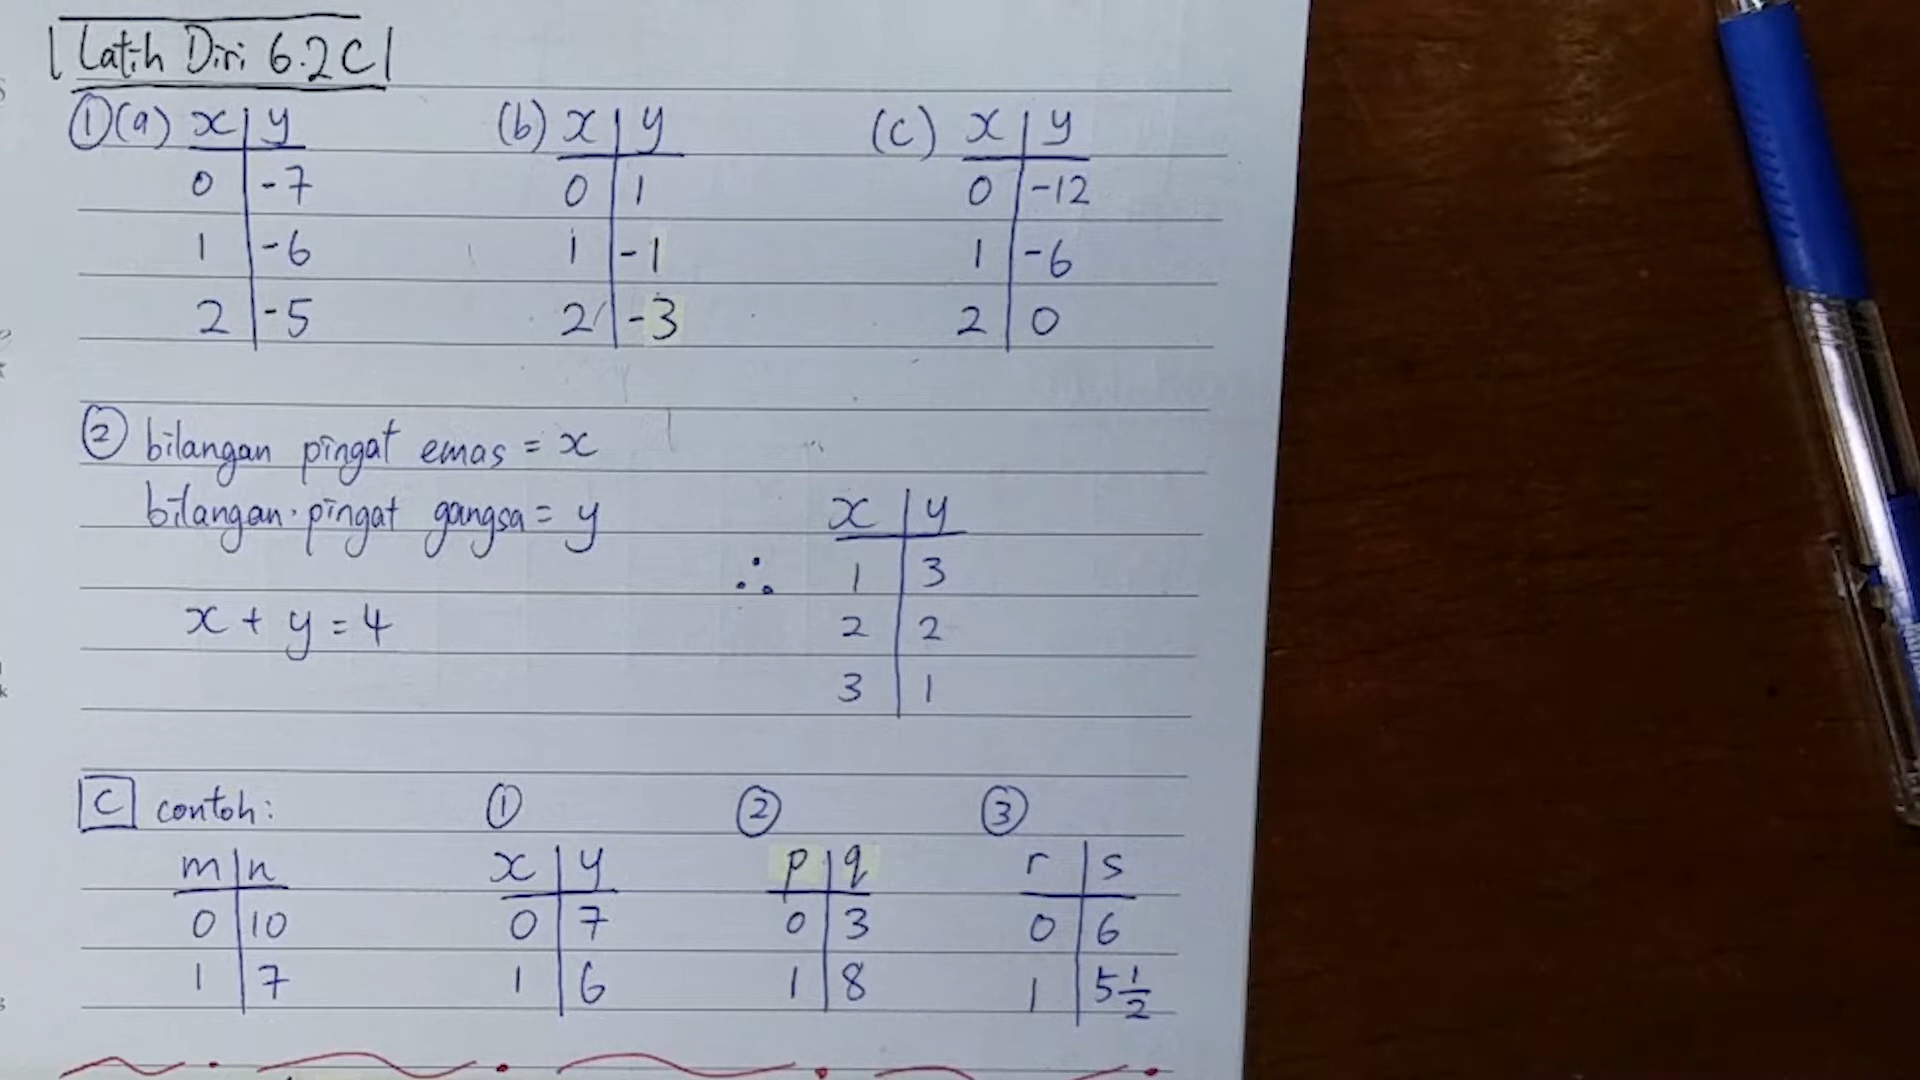 Latih Diri 6.2C
① (a) x | y (b) x | y (c) x | y
0 | -7 0 | 1 0 | -12
1 | -6 1 | -1 1 | -6
2 | -5 2 | -3 2 | 0
② bilangan pingat emas = x
bilangan pingat gangsa = y x | y
∴ 1 | 3
x + y = 4 2 | 2
3 | 1
C contoh: ① ② ③
m | n x | y p | q r | s
0 | 10 0 | 7 0 | 3 0 | 6
1 | 7 1 | 6 1 | 8 1 | 5 1/2